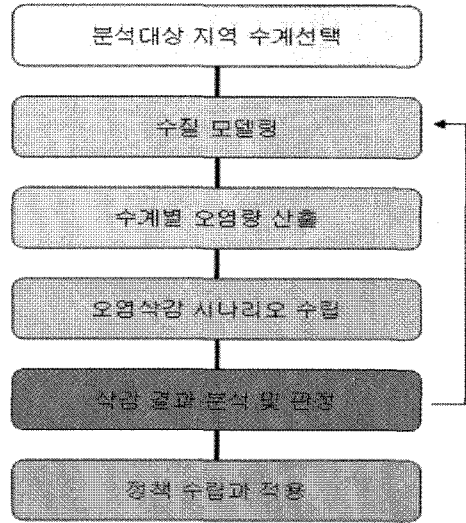 분석대상 지역 수계선택
수질 모델링
수계별 오염량 산출
오염삭감 시나리오 수립
삭감 결과 분석 및 판정
정책 수립과 적용